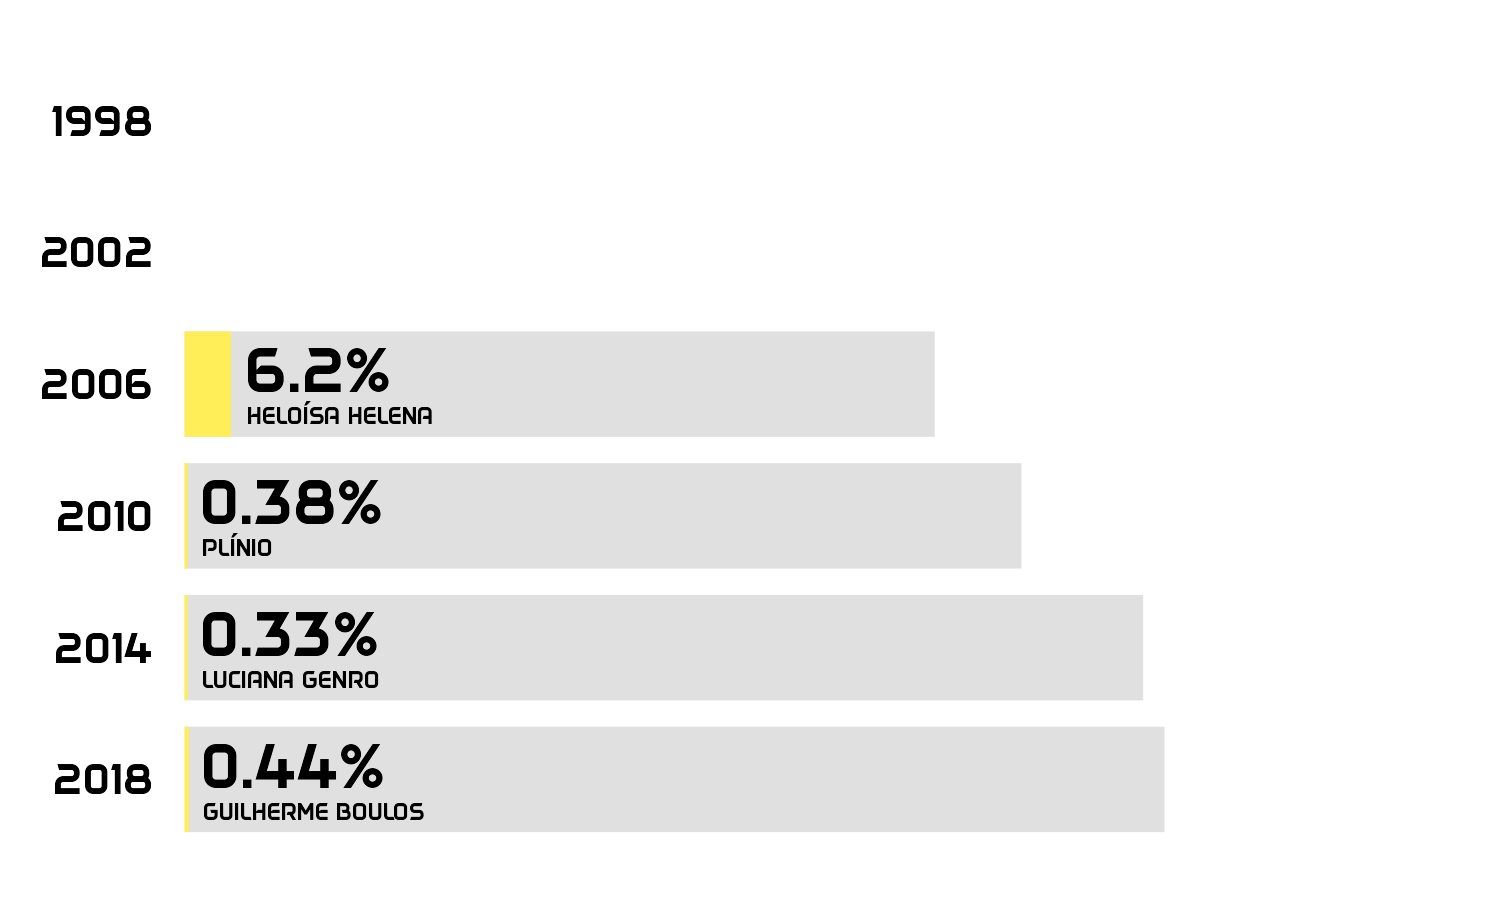 1998
2002
2006
6.2%
HELOÍSA HELENA
2010
0.38%
PLÍNIO
2014
0.33%
LUCIANA GENRO
2018
0.44%
GUILHERME BOULOS